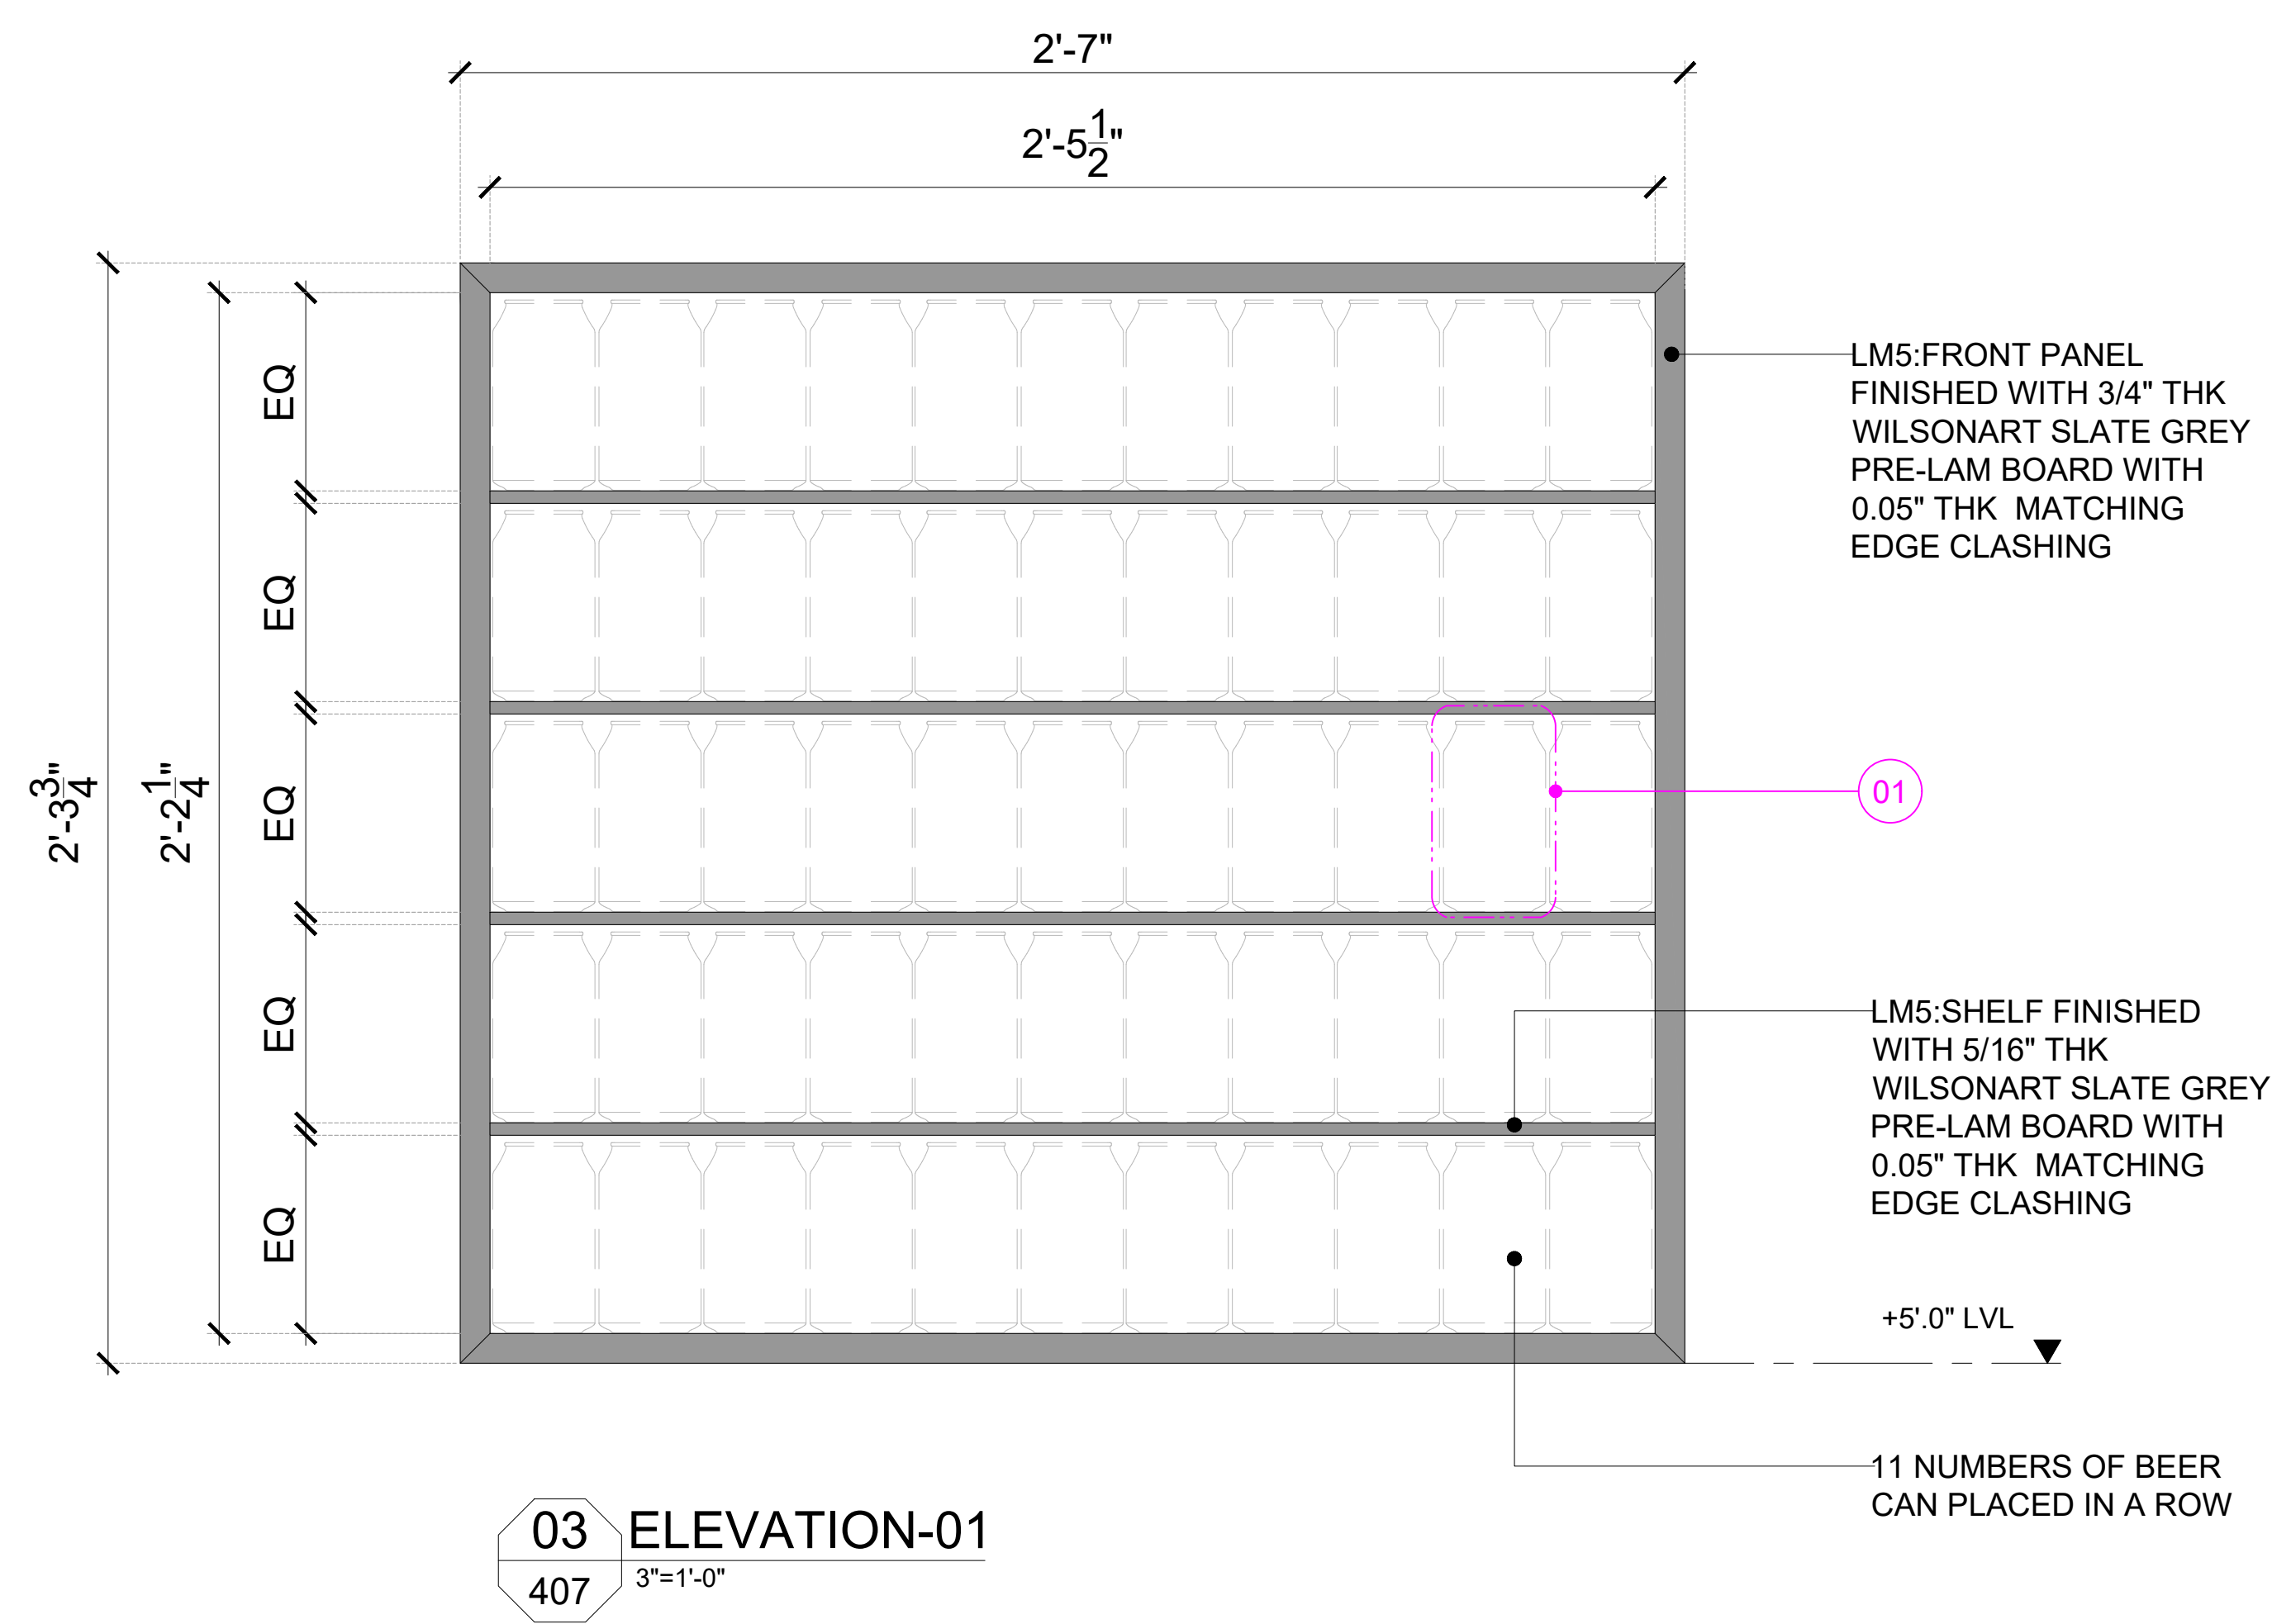 2'-7"
2'-5 1/2"
2'-3 3/4"
2'-2 1/4"
EQ
EQ
EQ
EQ
EQ
LM5:FRONT PANEL
FINISHED WITH 3/4" THK
WILSONART SLATE GREY
PRE-LAM BOARD WITH
0.05" THK MATCHING
EDGE CLASHING
01
LM5:SHELF FINISHED
WITH 5/16" THK
WILSONART SLATE GREY
PRE-LAM BOARD WITH
0.05" THK MATCHING
EDGE CLASHING
+5'.0" LVL
11 NUMBERS OF BEER
CAN PLACED IN A ROW
03
ELEVATION-01
407
3"=1'-0"